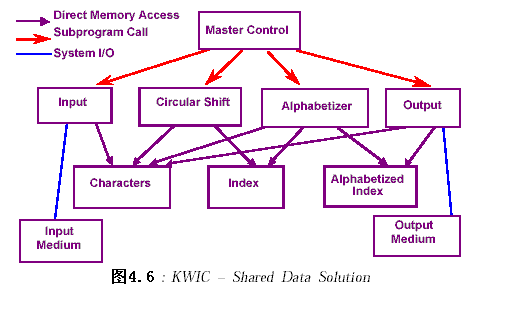 Direct Memory Access
Subprogram Call
System I/O
Master Control
Input
Circular Shift
Alphabetizer
Output
Characters
Index
Alphabetized
Index
Input
Medium
Output
Medium
图4.6 : KWIC – Shared Data Solution